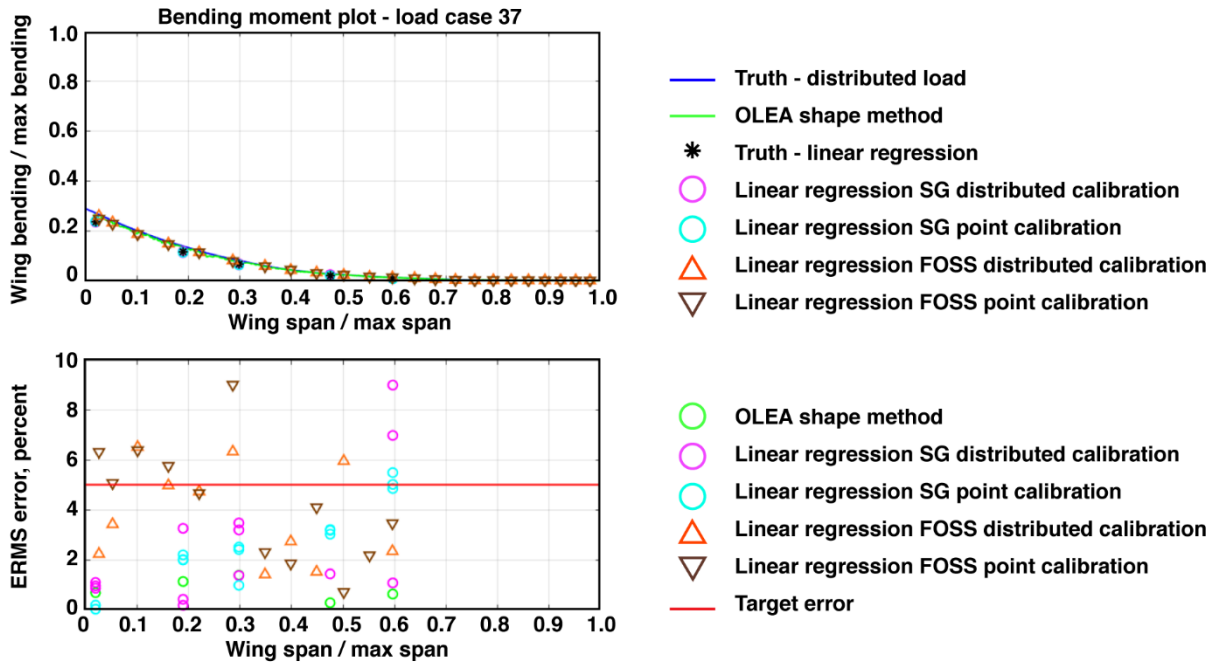 Bending moment plot - load case 37
Wing bending / max bending
1.0
0.8
0.6
0.4
0.2
0
0 0.1 0.2 0.3 0.4 0.5 0.6 0.7 0.8 0.9 1.0
Wing span / max span
Truth - distributed load
OLEA shape method
Truth - linear regression
Linear regression SG distributed calibration
Linear regression SG point calibration
Linear regression FOSS distributed calibration
Linear regression FOSS point calibration
ERMS error, percent
10
8
6
4
2
0
0 0.1 0.2 0.3 0.4 0.5 0.6 0.7 0.8 0.9 1.0
Wing span / max span
OLEA shape method
Linear regression SG distributed calibration
Linear regression SG point calibration
Linear regression FOSS distributed calibration
Linear regression FOSS point calibration
Target error